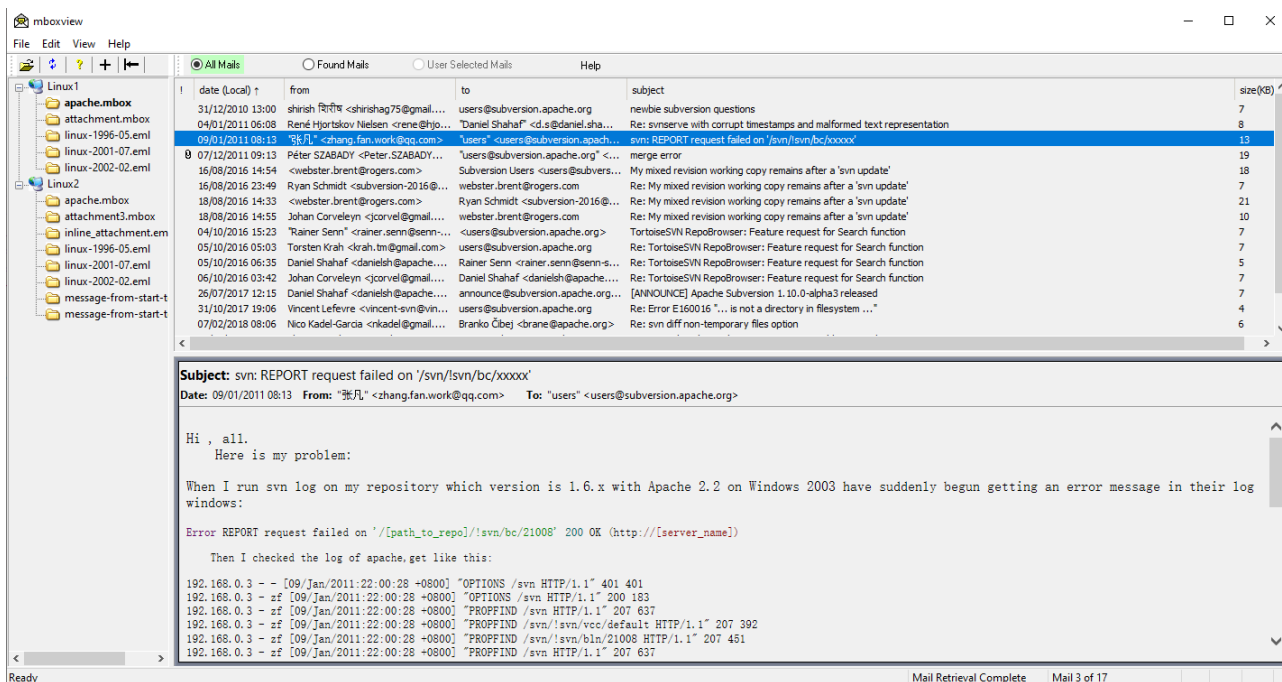 mboxview
File Edit View Help
All Mails Found Mails User Selected Mails Help
Linux1
apache.mbox
attachment.mbox
linux-1996-05.eml
linux-2001-07.eml
linux-2002-02.eml
Linux2
apache.mbox
attachment3.mbox
inline_attachment.em
linux-1996-05.eml
linux-2001-07.eml
linux-2002-02.eml
message-from-start-t
message-from-start-t
! date (Local) ↑ from to subject size(KB)
31/12/2010 13:00 shirish शिरीष <shirishag75@gmail.... users@subversion.apache.org newbie subversion questions 7
04/01/2011 06:08 René Hjortskov Nielsen <rene@hjo... "Daniel Shahaf" <d.s@daniel.sha... Re: svnserve with corrupt timestamps and malformed text representation 8
09/01/2011 08:13 "张凡" <zhang.fan.work@qq.com> "users" <users@subversion.apach... svn: REPORT request failed on '/svn/!svn/bc/xxxxx' 13
07/12/2011 09:13 Péter SZABADY <Peter.SZABADY... "users@subversion.apache.org" <... merge error 19
16/08/2016 14:54 <webster.brent@rogers.com> Subversion Users <users@subvers... My mixed revision working copy remains after a 'svn update' 18
16/08/2016 23:49 Ryan Schmidt <subversion-2016@... webster.brent@rogers.com Re: My mixed revision working copy remains after a 'svn update' 7
18/08/2016 14:33 <webster.brent@rogers.com> Ryan Schmidt <subversion-2016@... Re: My mixed revision working copy remains after a 'svn update' 21
18/08/2016 14:55 Johan Corveleyn <jcorvel@gmail.... webster.brent@rogers.com Re: My mixed revision working copy remains after a 'svn update' 10
04/10/2016 15:23 "Rainer Senn" <rainer.senn@senn-... <users@subversion.apache.org> TortoiseSVN RepoBrowser: Feature request for Search function 7
05/10/2016 05:03 Torsten Krah <krah.tm@gmail.com> users@subversion.apache.org Re: TortoiseSVN RepoBrowser: Feature request for Search function 7
05/10/2016 06:35 Daniel Shahaf <danielsh@apache.... Rainer Senn <rainer.senn@senn-s... Re: TortoiseSVN RepoBrowser: Feature request for Search function 5
06/10/2016 03:42 Johan Corveleyn <jcorvel@gmail.... Daniel Shahaf <danielsh@apache.... Re: TortoiseSVN RepoBrowser: Feature request for Search function 7
26/07/2017 12:15 Daniel Shahaf <danielsh@apache.... announce@subversion.apache.org... [ANNOUNCE] Apache Subversion 1.10.0-alpha3 released 7
31/10/2017 19:06 Vincent Lefevre <vincent-svn@vin... users@subversion.apache.org Re: Error E160016 "... is not a directory in filesystem ..." 4
07/02/2018 08:06 Nico Kadel-Garcia <nkadel@gmail.... Branko Čibej <brane@apache.org> Re: svn diff non-temporary files option 6
Subject: svn: REPORT request failed on '/svn/!svn/bc/xxxxx'
Date: 09/01/2011 08:13 From: "张凡" <zhang.fan.work@qq.com> To: "users" <users@subversion.apache.org>
Hi , all.
Here is my problem:
When I run svn log on my repository which version is 1.6.x with Apache 2.2 on Windows 2003 have suddenly begun getting an error message in their log
windows:
Error REPORT request failed on '/[path_to_repo]/!svn/bc/21008' 200 OK (http://[server_name])
Then I checked the log of apache,get like this:
192.168.0.3 - - [09/Jan/2011:22:00:28 +0800] "OPTIONS /svn HTTP/1.1" 401 401
192.168.0.3 - zf [09/Jan/2011:22:00:28 +0800] "OPTIONS /svn HTTP/1.1" 200 183
192.168.0.3 - zf [09/Jan/2011:22:00:28 +0800] "PROPFIND /svn HTTP/1.1" 207 637
192.168.0.3 - zf [09/Jan/2011:22:00:28 +0800] "PROPFIND /svn/!svn/vcc/default HTTP/1.1" 207 392
192.168.0.3 - zf [09/Jan/2011:22:00:28 +0800] "PROPFIND /svn/!svn/bln/21008 HTTP/1.1" 207 451
192.168.0.3 - zf [09/Jan/2011:22:00:28 +0800] "PROPFIND /svn HTTP/1.1" 207 637
Ready Mail Retrieval Complete Mail 3 of 17